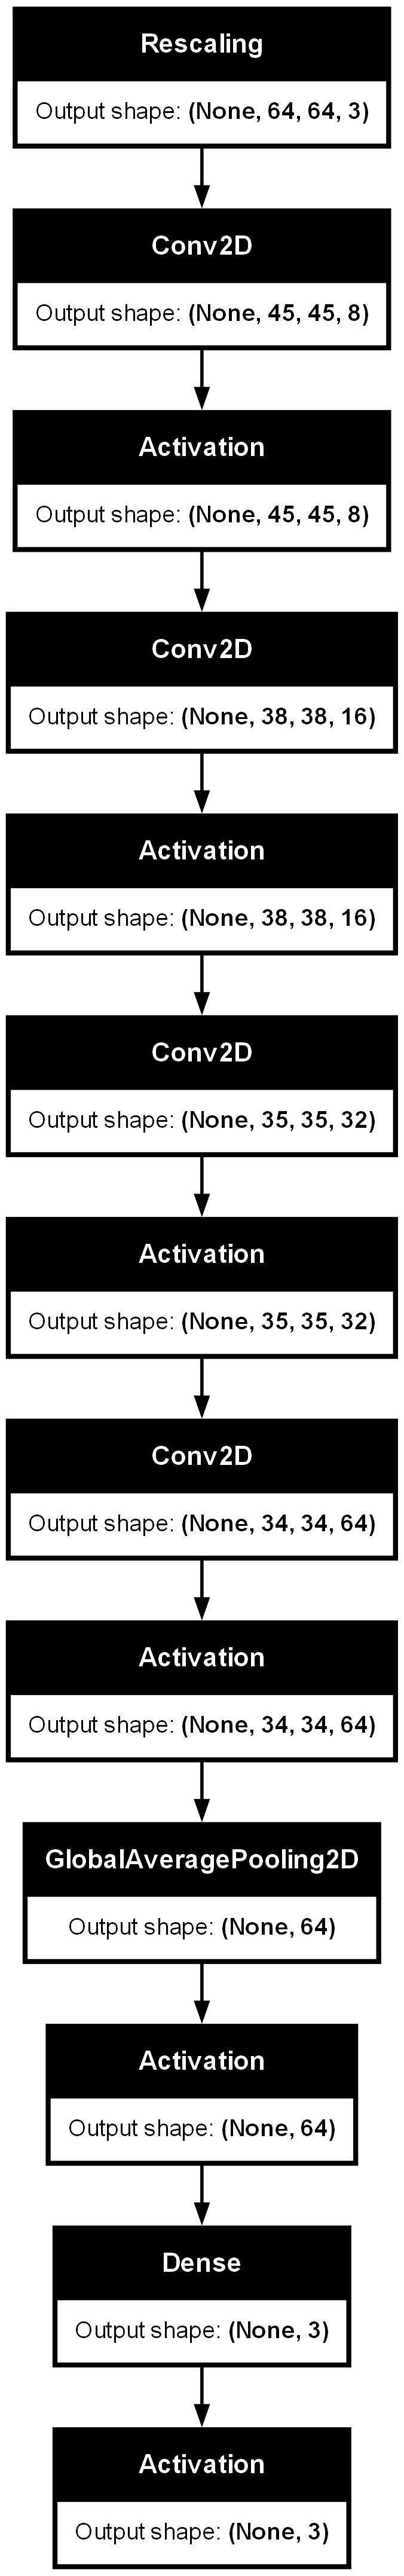 Rescaling
Output shape: (None, 64, 64, 3)
Conv2D
Output shape: (None, 45, 45, 8)
Activation
Output shape: (None, 45, 45, 8)
Conv2D
Output shape: (None, 38, 38, 16)
Activation
Output shape: (None, 38, 38, 16)
Conv2D
Output shape: (None, 35, 35, 32)
Activation
Output shape: (None, 35, 35, 32)
Conv2D
Output shape: (None, 34, 34, 64)
Activation
Output shape: (None, 34, 34, 64)
GlobalAveragePooling2D
Output shape: (None, 64)
Activation
Output shape: (None, 64)
Dense
Output shape: (None, 3)
Activation
Output shape: (None, 3)